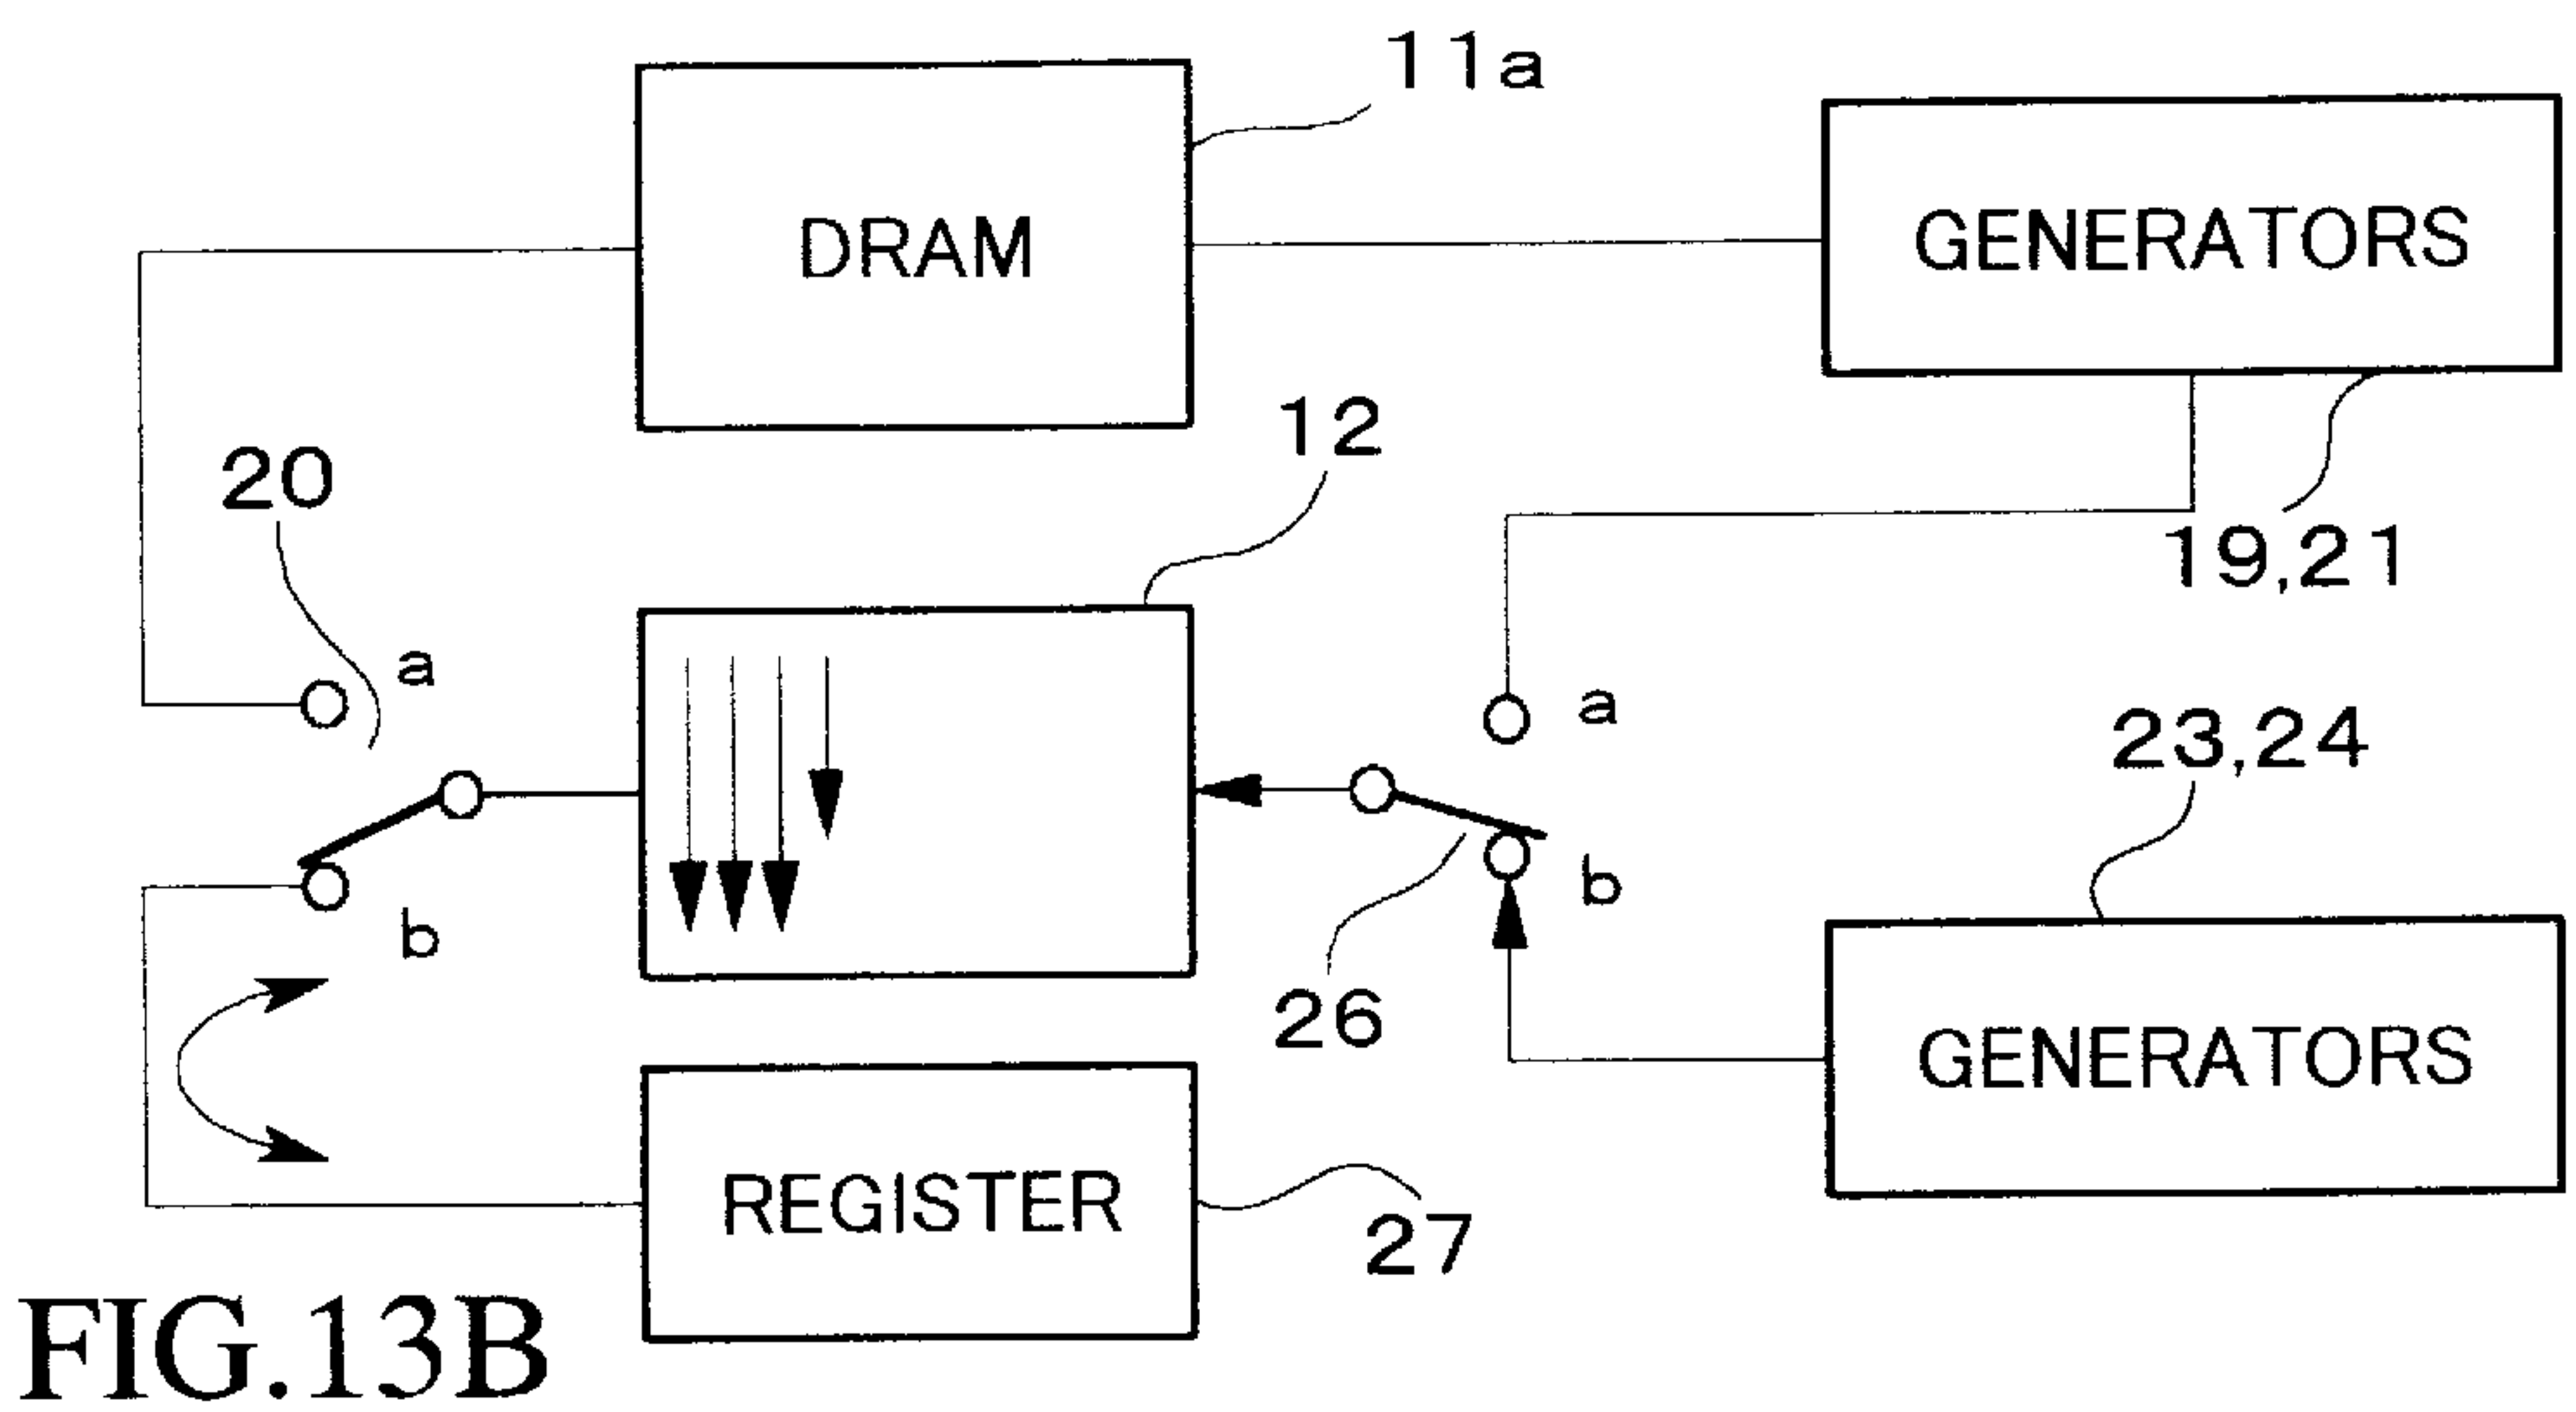 11a
DRAM
GENERATORS
12
20
19,21
a
a
23,24
b
b
26
GENERATORS
REGISTER
27
FIG.13B